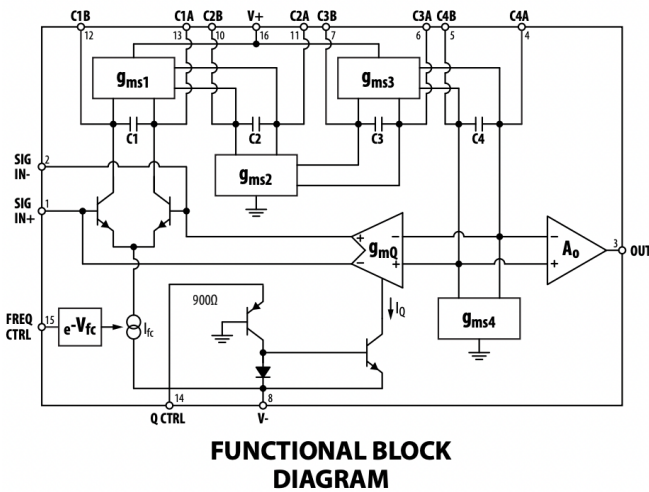 C1B C1A C2B V+ C2A C3B C3A C4B C4A
12 13 10 16 11 7 6 5 4
gms1 gms3
C1 C2 C3 C4
SIG IN- 2
gms2
SIG IN+ 1
+ gmQ − − Ao 3 OUT
− + +
900Ω
IQ
FREQ CTRL 15 e-Vfc Ifc
gms4
14 8
Q CTRL V-
FUNCTIONAL BLOCK
DIAGRAM